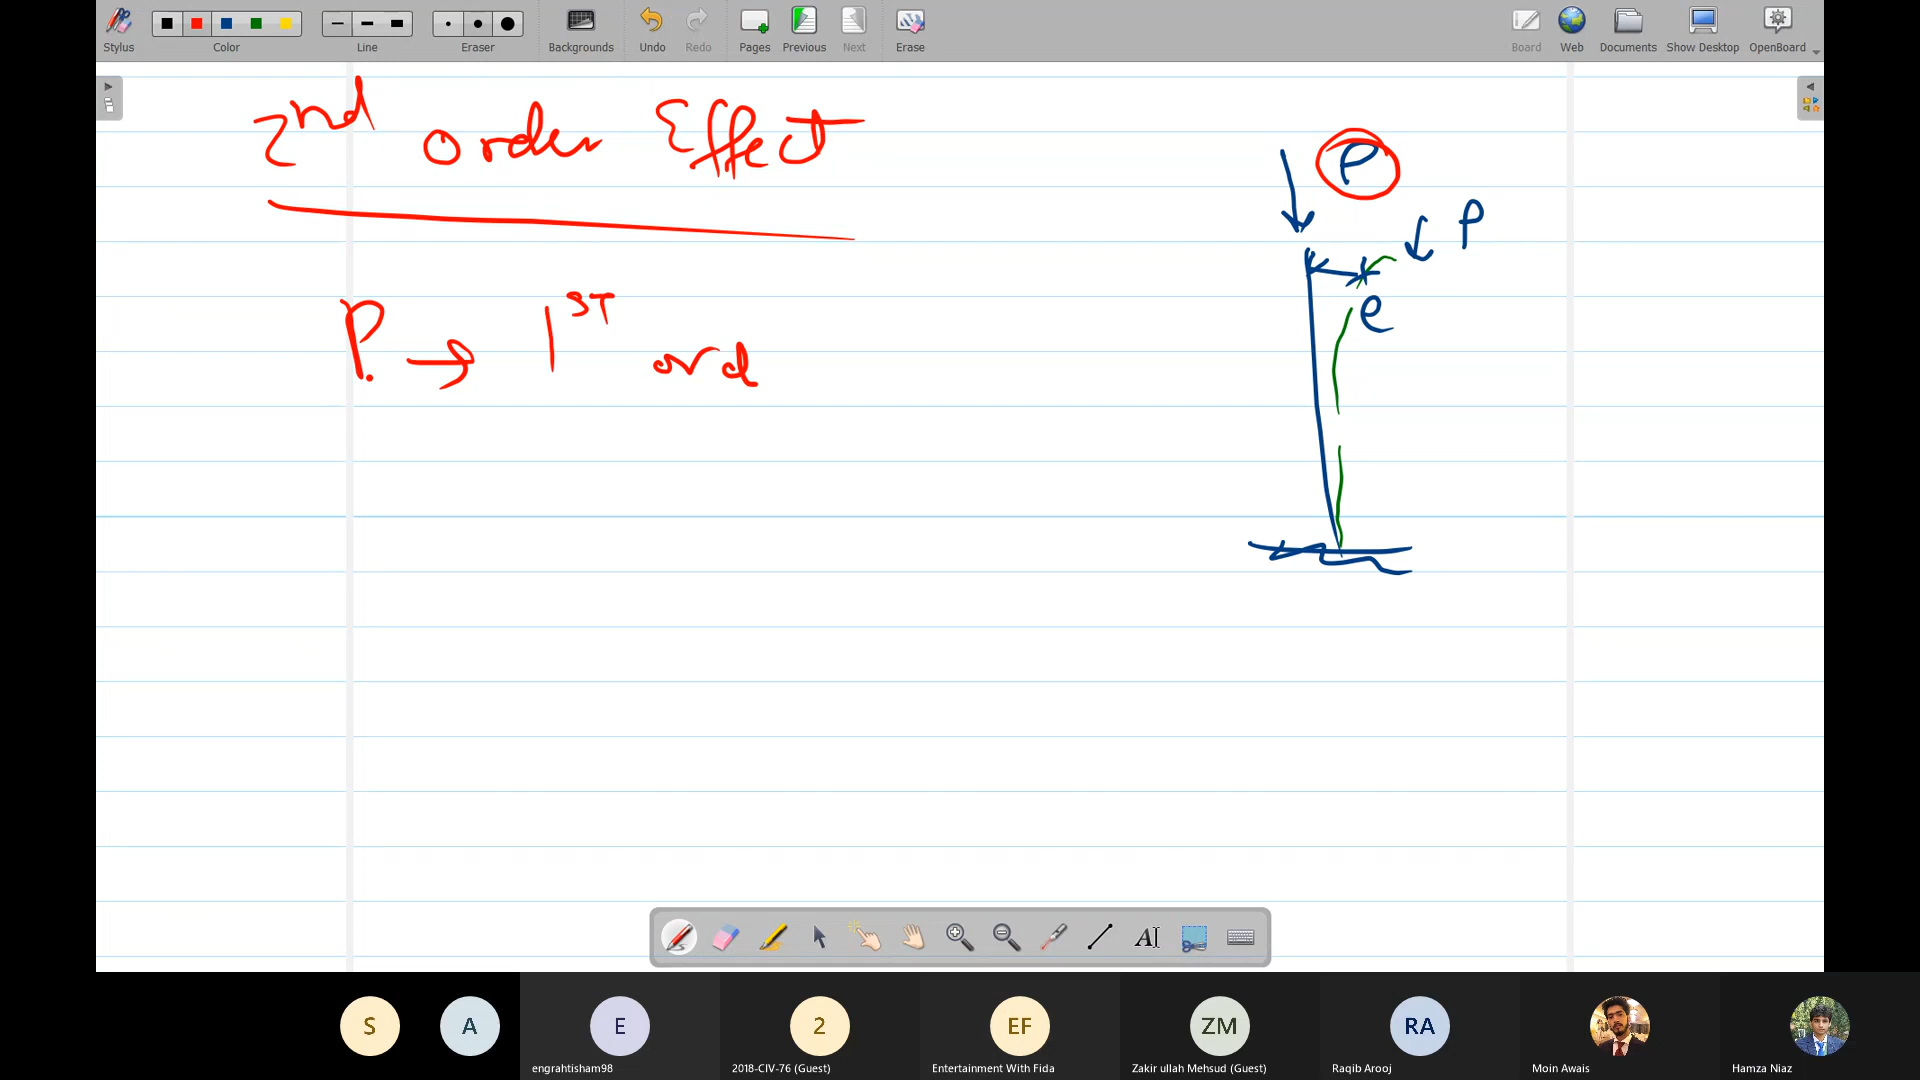 Stylus
Color
Line
Eraser
Backgrounds
Undo
Redo
Pages
Previous
Next
Erase
Board
Web
Documents
Show Desktop
OpenBoard
2nd order Effect
P
P
e
P. → 1ST ord
A
S
A
E
2
EF
ZM
RA
engrahtisham98
2018-CIV-76 (Guest)
Entertainment With Fida
Zakir ullah Mehsud (Guest)
Raqib Arooj
Moin Awais
Hamza Niaz